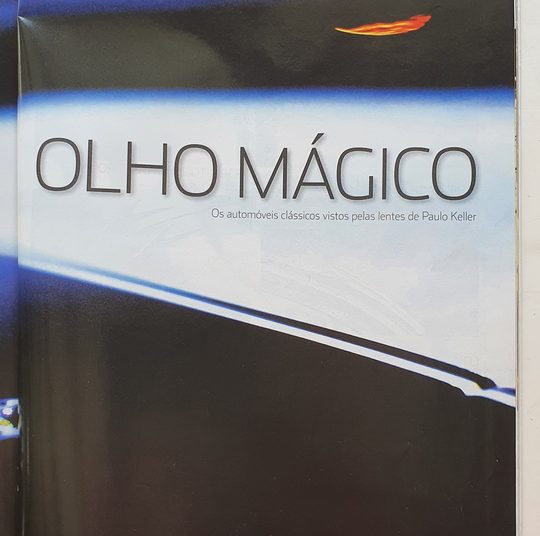 OLHO MÁGICO
Os automóveis clássicos vistos pelas lentes de Paulo Keller